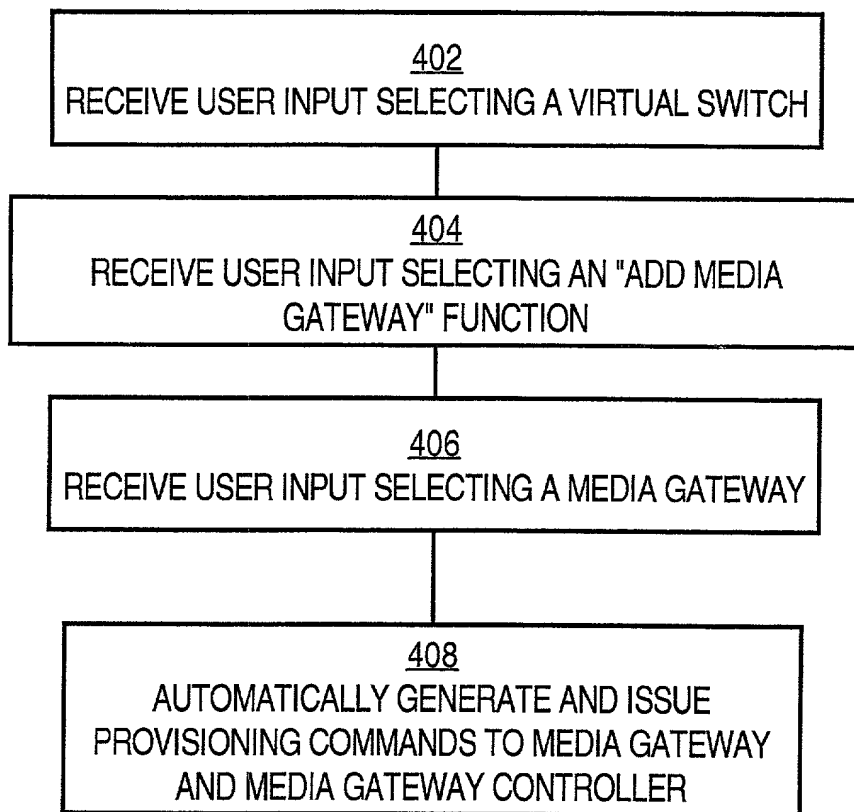 402
RECEIVE USER INPUT SELECTING A VIRTUAL SWITCH
404
RECEIVE USER INPUT SELECTING AN "ADD MEDIA
GATEWAY" FUNCTION
406
RECEIVE USER INPUT SELECTING A MEDIA GATEWAY
408
AUTOMATICALLY GENERATE AND ISSUE
PROVISIONING COMMANDS TO MEDIA GATEWAY
AND MEDIA GATEWAY CONTROLLER